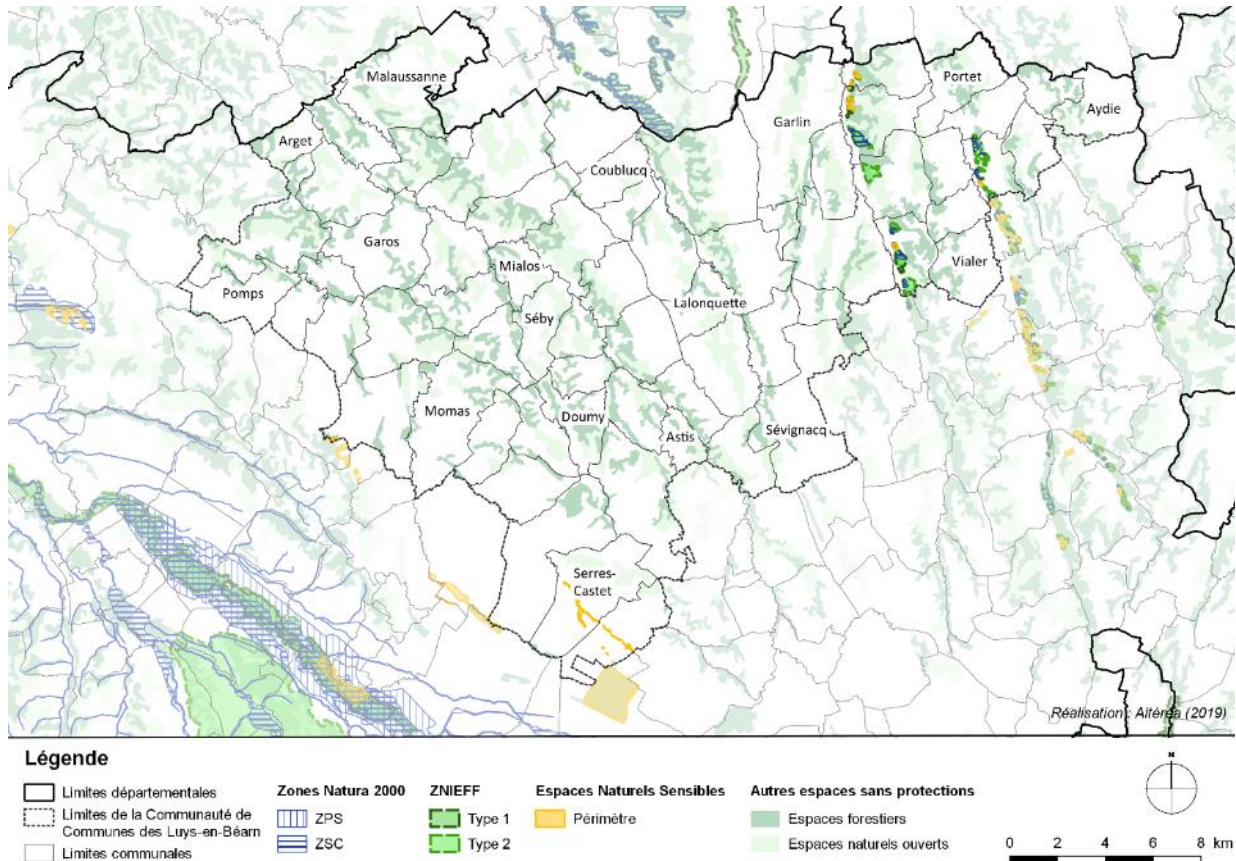 Malaussanne
Portet
Aydie
Garlin
Arget
Coublucq
Garos
Mialos
Vialer
Pomps
Lalonquette
Séby
Momas
Doumy
Astis
Sévignacq
Serres-
Castet
Réalisation : Altéréa (2019)
Légende
Limites départementales
Limites de la Communauté de
Communes des Luys-en-Béarn
Limites communales
Zones Natura 2000
ZPS
ZSC
ZNIEFF
Type 1
Type 2
Espaces Naturels Sensibles
Périmètre
Autres espaces sans protections
Espaces forestiers
Espaces naturels ouverts
N
0 2 4 6 8 km